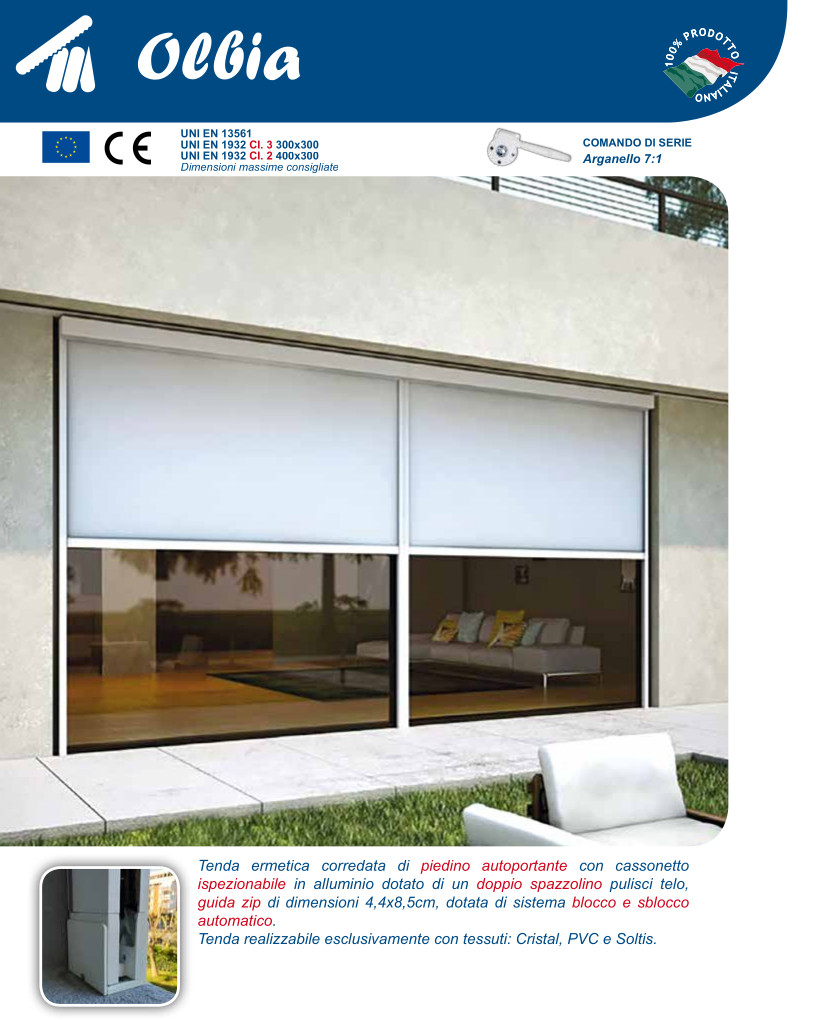 Olbia
100% PRODOTTO ITALIANO
UNI EN 13561
UNI EN 1932 Cl. 3 300x300
UNI EN 1932 Cl. 2 400x300
Dimensioni massime consigliate
CE
COMANDO DI SERIE
Arganello 7:1
Tenda ermetica corredata di piedino autoportante con cassonetto
ispezionabile in alluminio dotato di un doppio spazzolino pulisci telo,
guida zip di dimensioni 4,4x8,5cm, dotata di sistema blocco e sblocco
automatico.
Tenda realizzabile esclusivamente con tessuti: Cristal, PVC e Soltis.